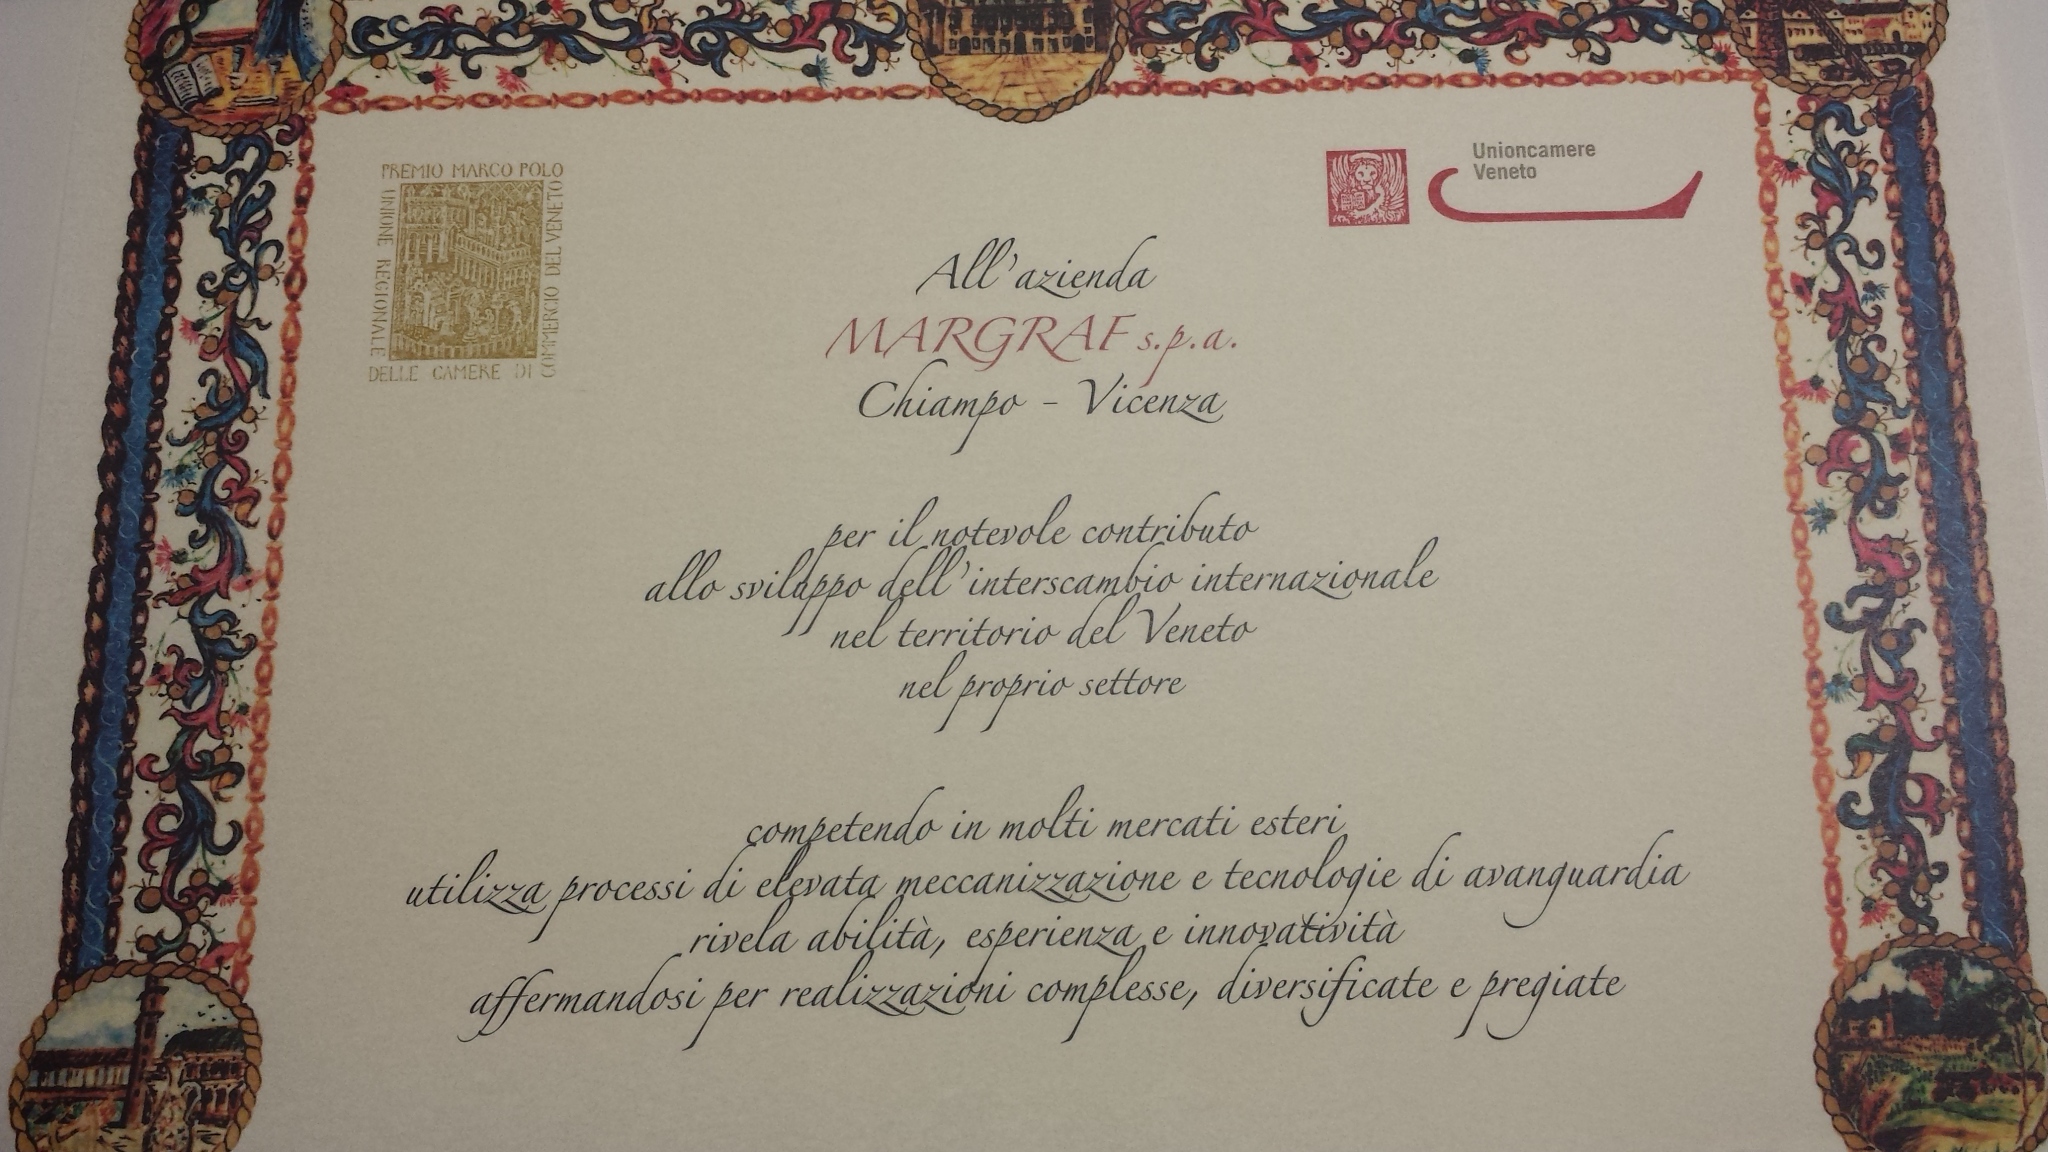 PREMIO MARCO POLO
UNIONE REGIONALE
DELLE CAMERE DI
COMMERCIO DEL VENETO
Unioncamere
Veneto
All'azienda
MARGRAF s.p.a.
Chiampo - Vicenza
per il notevole contributo
allo sviluppo dell'interscambio internazionale
nel territorio del Veneto
nel proprio settore
competendo in molti mercati esteri
utilizza processi di elevata meccanizzazione e tecnologie di avanguardia
rivela abilità, esperienza e innovatività
affermandosi per realizzazioni complesse, diversificate e pregiate